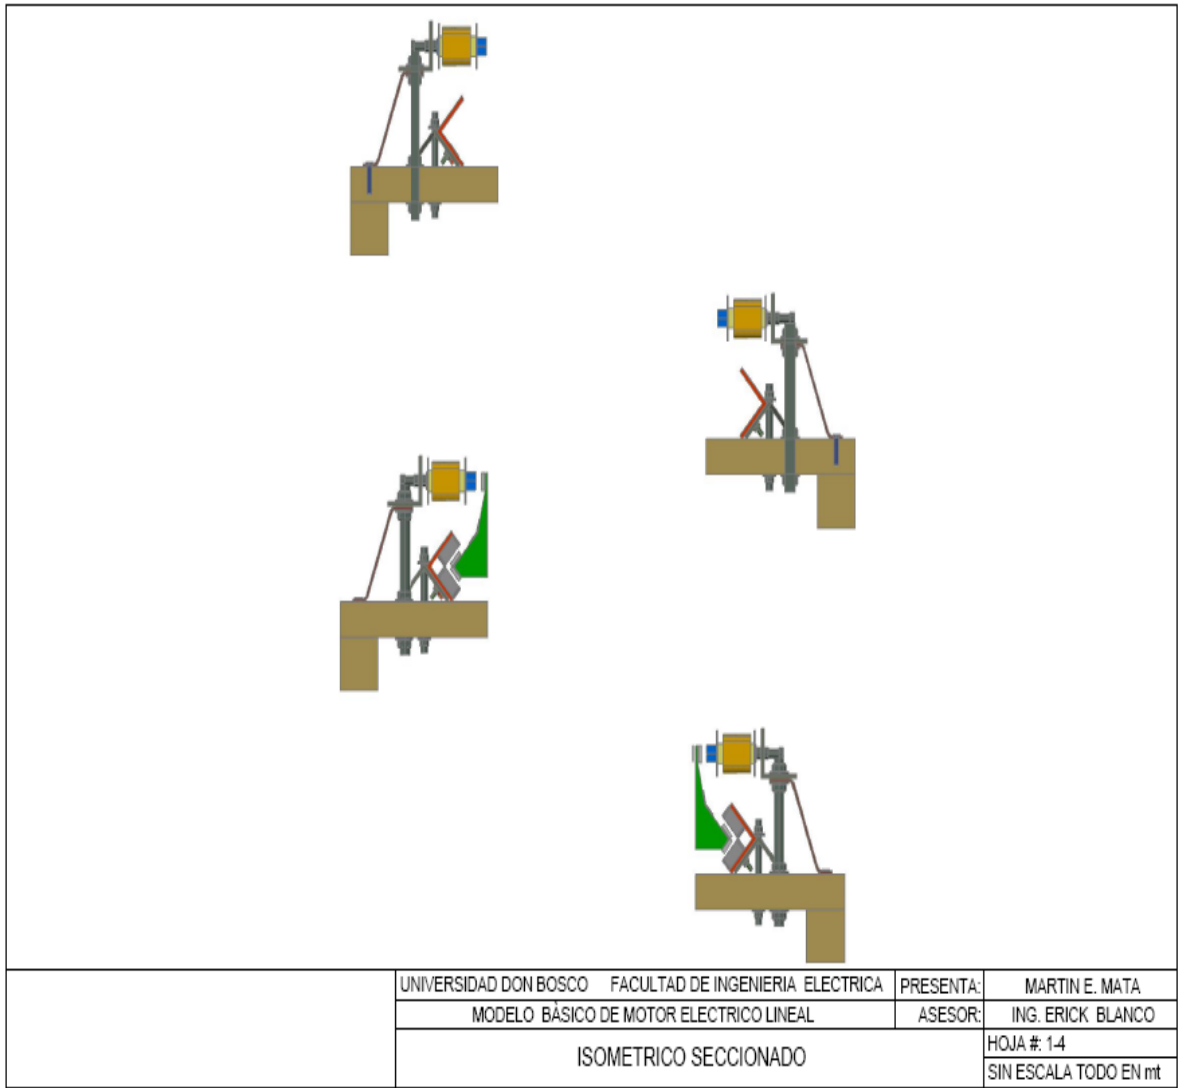 UNIVERSIDAD DON BOSCO FACULTAD DE INGENIERIA ELECTRICA
PRESENTA: MARTIN E. MATA
MODELO BÀSICO DE MOTOR ELECTRICO LINEAL
ASESOR: ING. ERICK BLANCO
ISOMETRICO SECCIONADO
HOJA #: 1-4
SIN ESCALA TODO EN mt